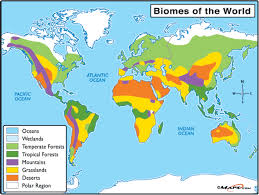 Biomes of the World
ATLANTIC
OCEAN
PACIFIC
OCEAN
INDIAN
OCEAN
Oceans
Wetlands
Temperate Forests
Tropical Forests
Mountains
Grasslands
Deserts
Polar Region